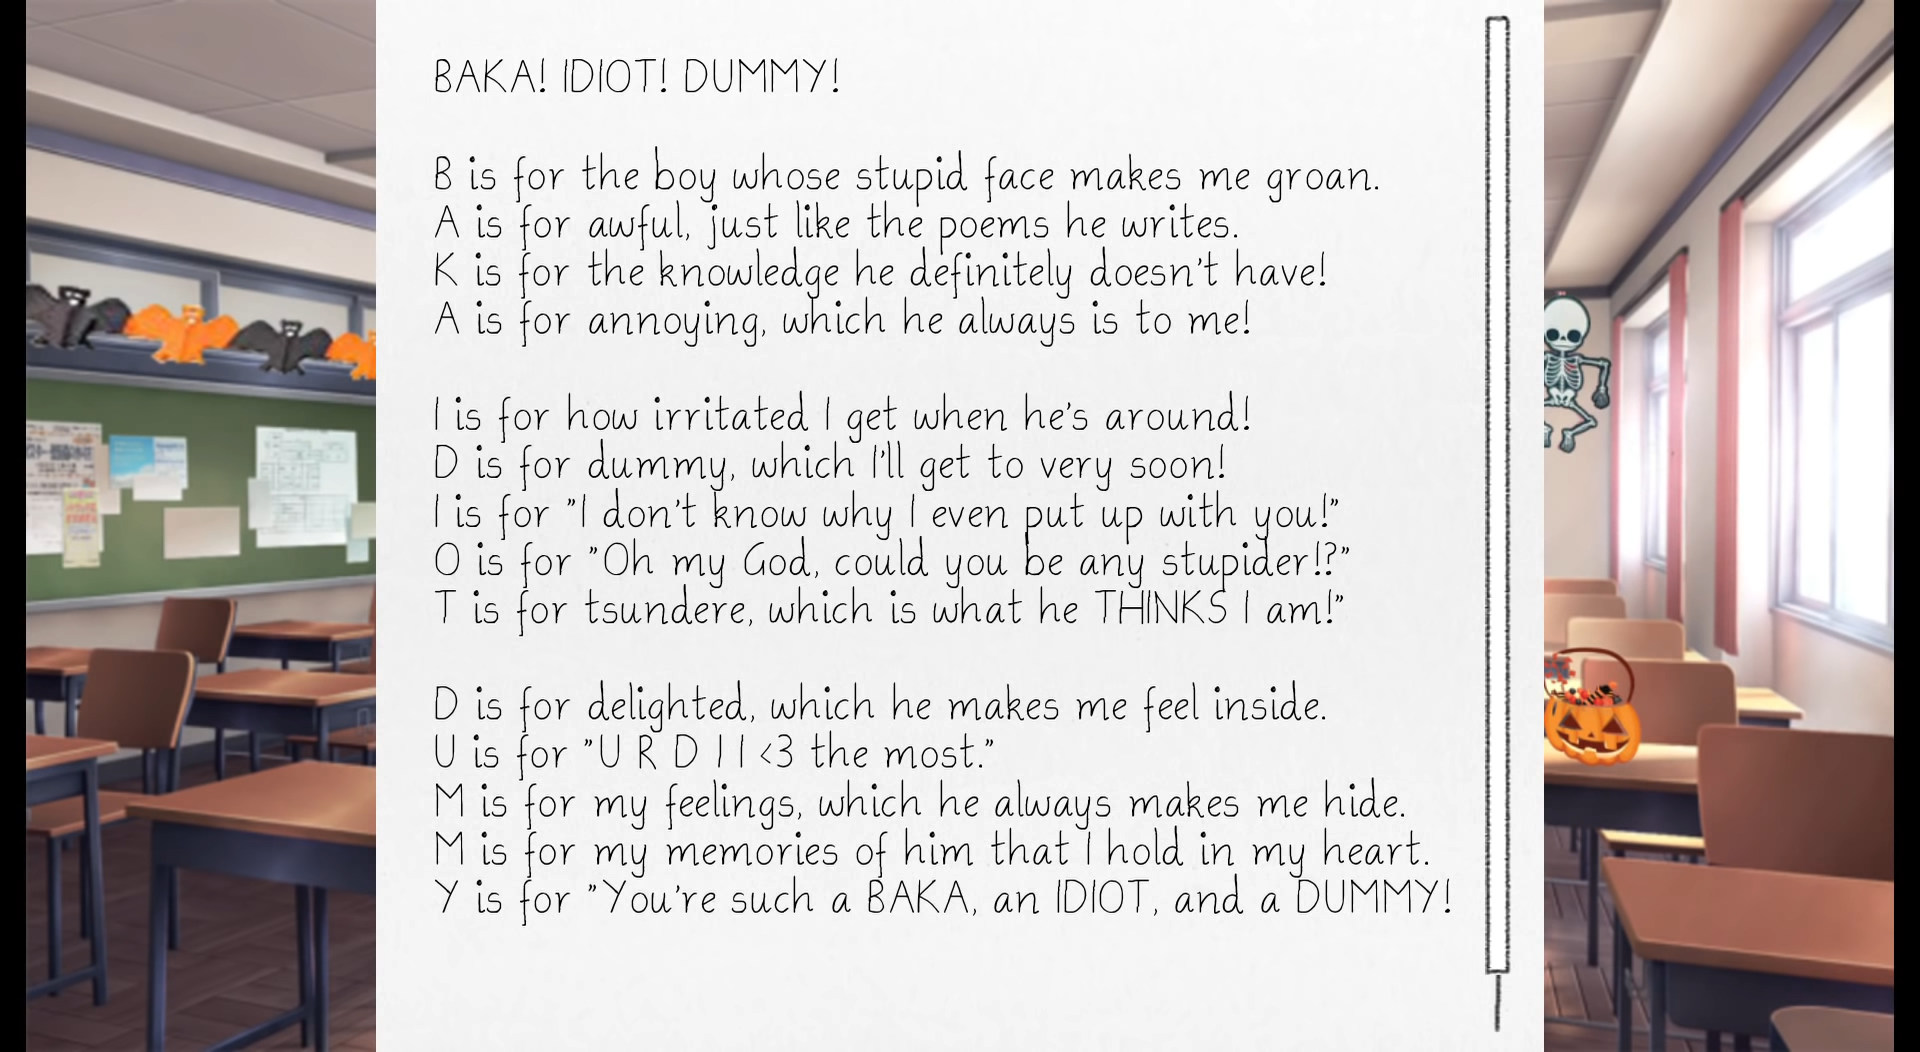 BAKA! IDIOT! DUMMY!
B is for the boy whose stupid face makes me groan.
A is for awful, just like the poems he writes.
K is for the knowledge he definitely doesn't have!
A is for annoying, which he always is to me!
I is for how irritated I get when he's around!
D is for dummy, which I'll get to very soon!
I is for "I don't know why I even put up with you!"
O is for "Oh my God, could you be any stupider!?"
T is for tsundere, which is what he THINKS I am!"
D is for delighted, which he makes me feel inside.
U is for "U R D 1 I <3 the most."
M is for my feelings, which he always makes me hide.
M is for my memories of him that I hold in my heart.
Y is for "You're such a BAKA, an IDIOT, and a DUMMY!